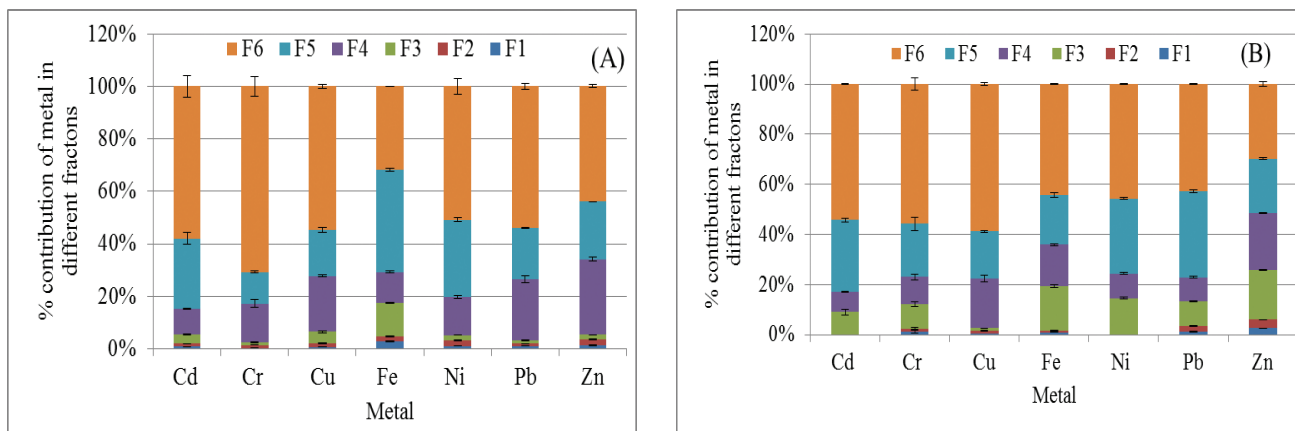 120%
100%
80%
60%
40%
20%
0%
% contribution of metal in
different fractions
F6 F5 F4 F3 F2 F1
(A)
Cd Cr Cu Fe Ni Pb Zn
Metal
120%
100%
80%
60%
40%
20%
0%
% contribution of metal in
different fractons
F6 F5 F4 F3 F2 F1
(B)
Cd Cr Cu Fe Ni Pb Zn
Metal